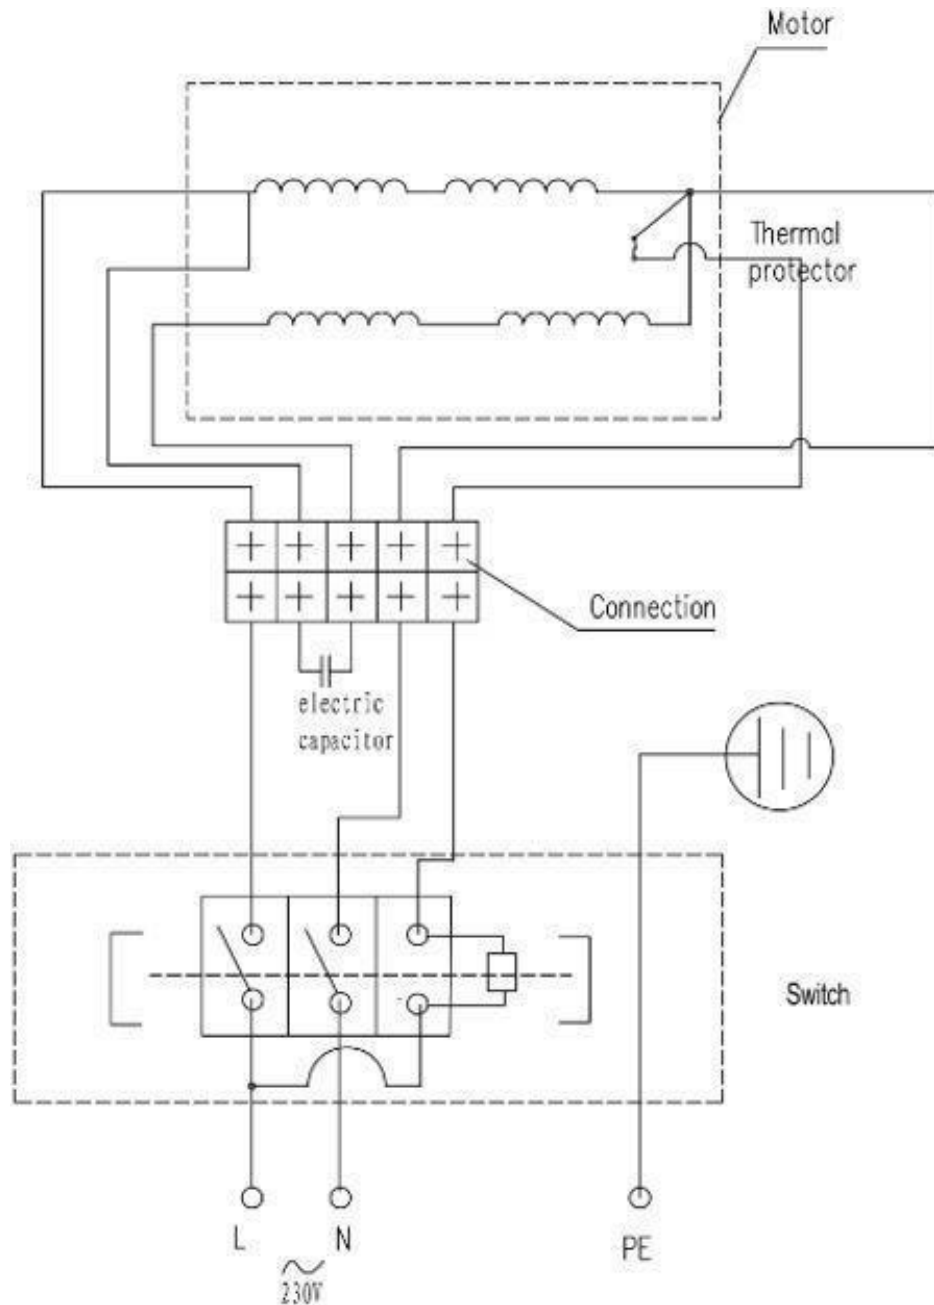 Motor
Thermal
protector
Connection
electric
capacitor
Switch
L
N
PE
230V